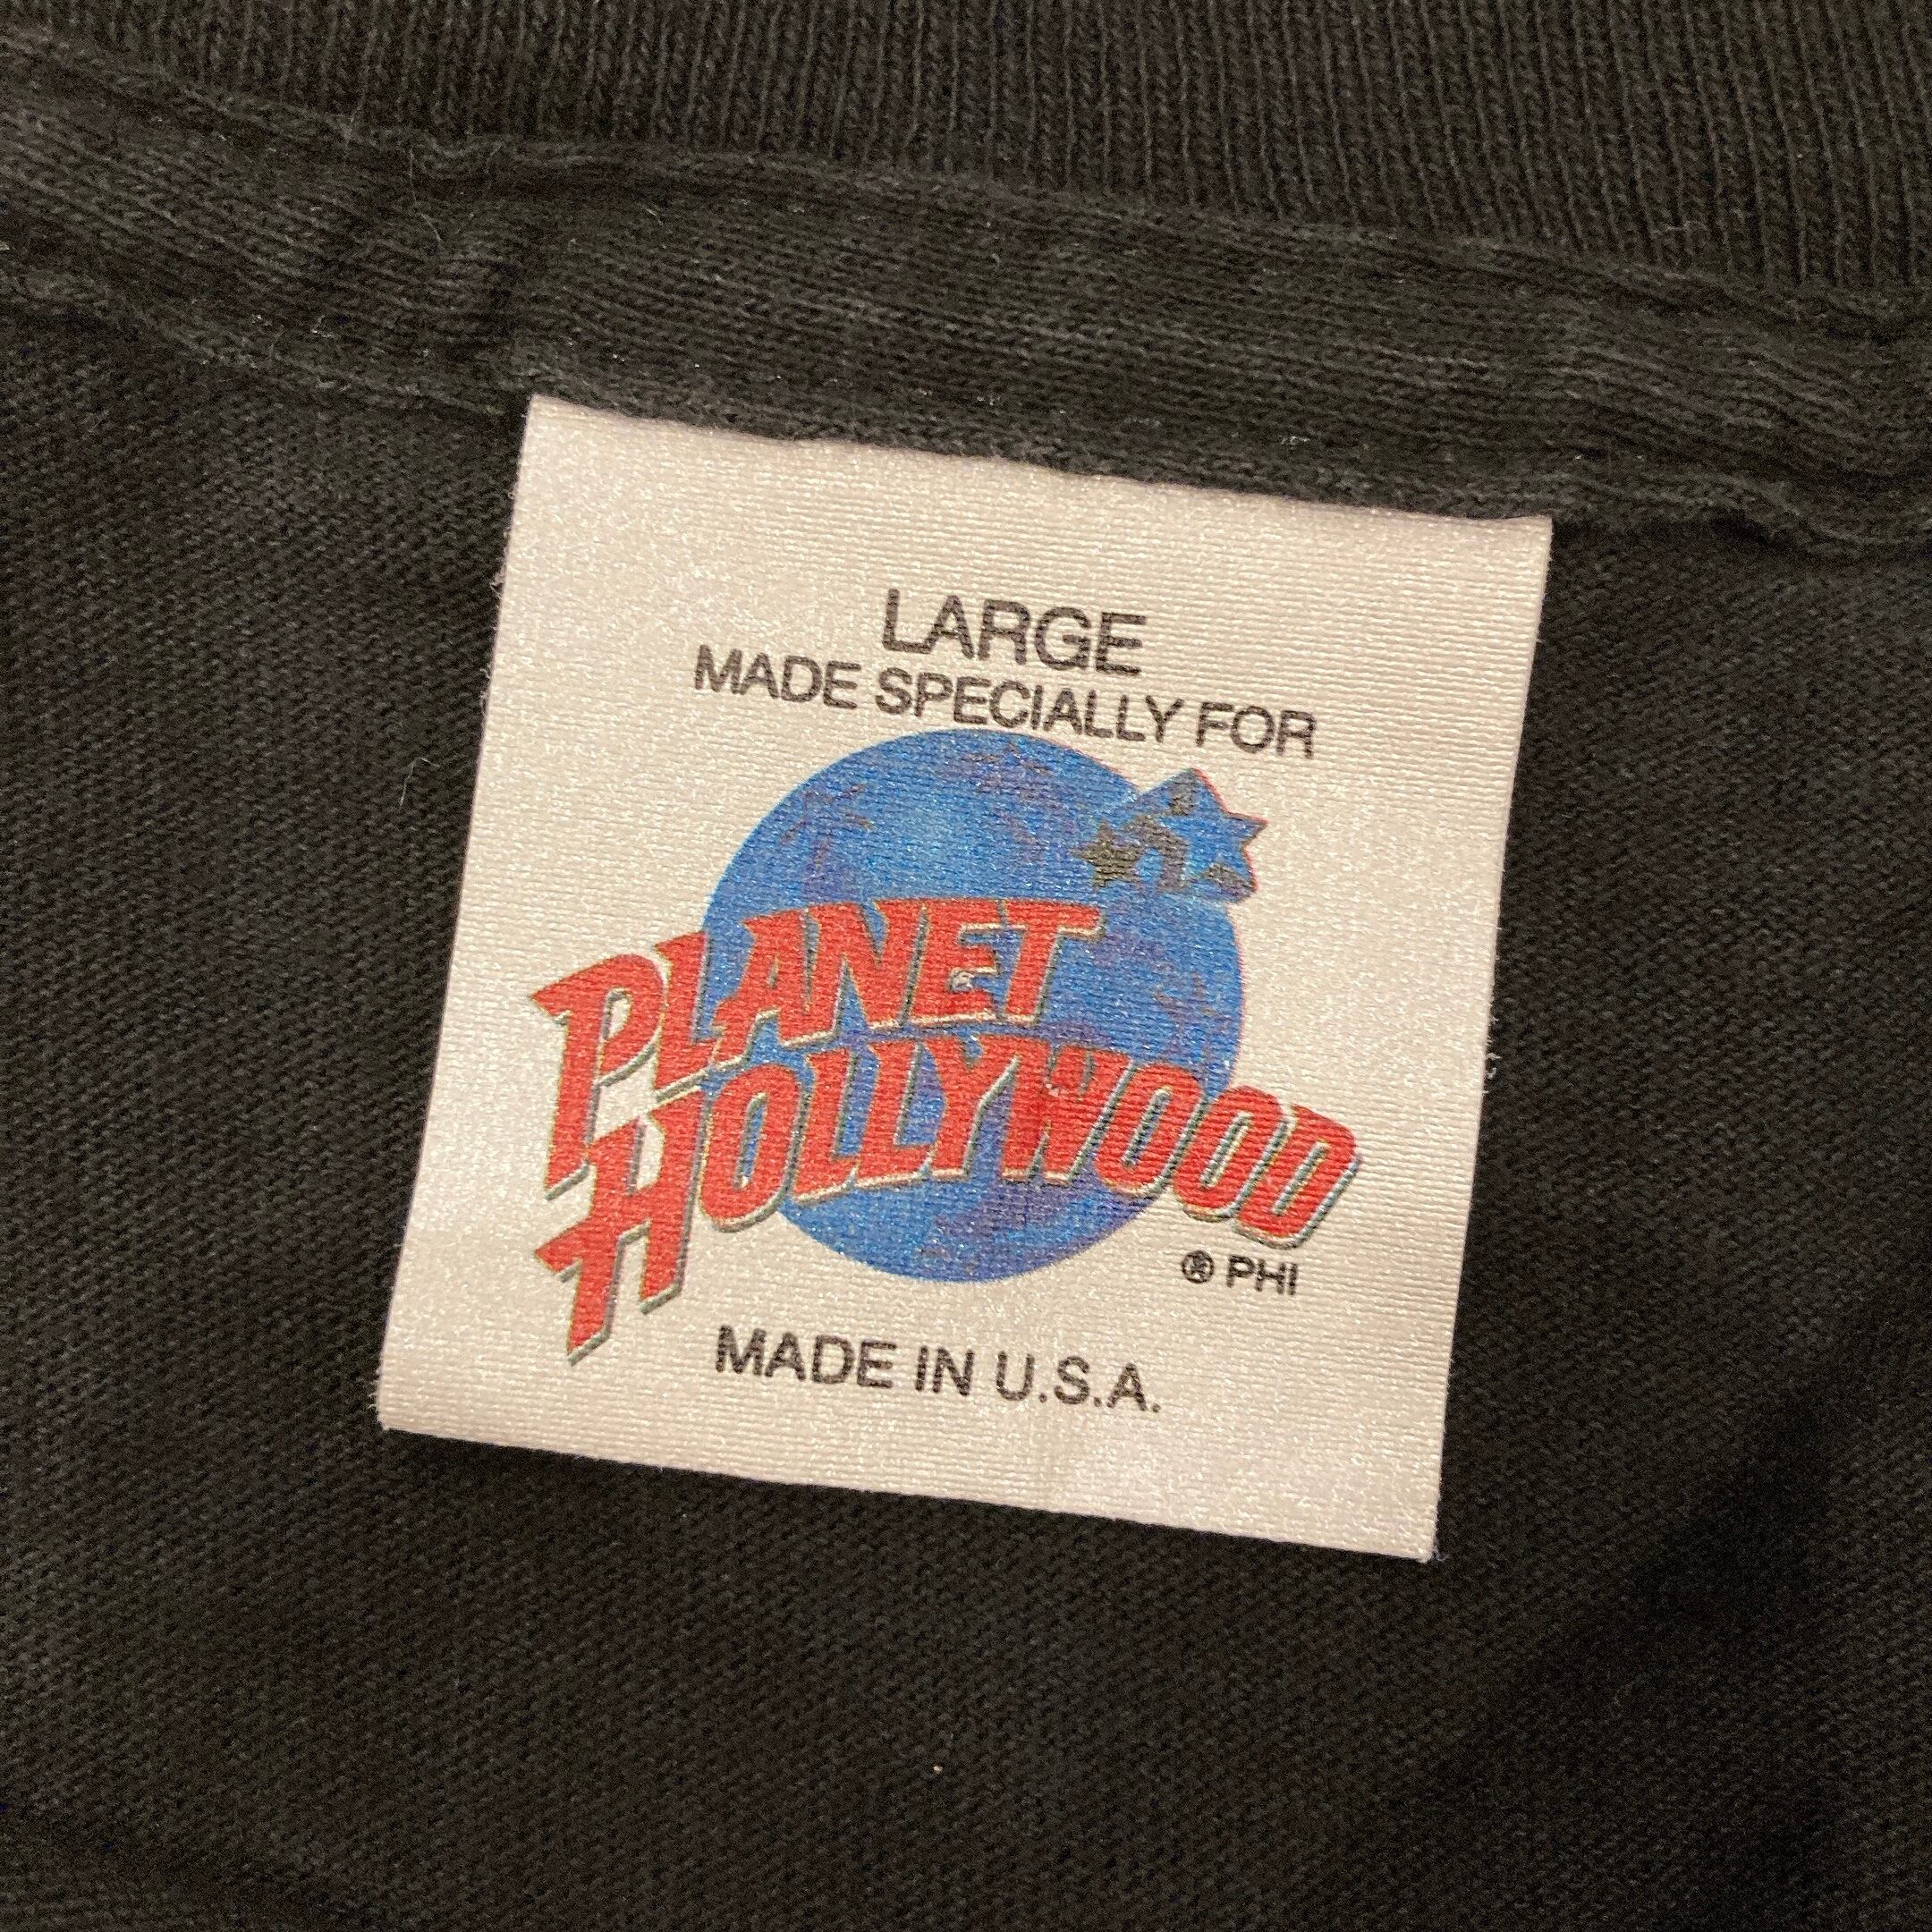 LARGE
MADE SPECIALLY FOR
PLANET
HOLLYWOOD
® PHI
MADE IN U.S.A.